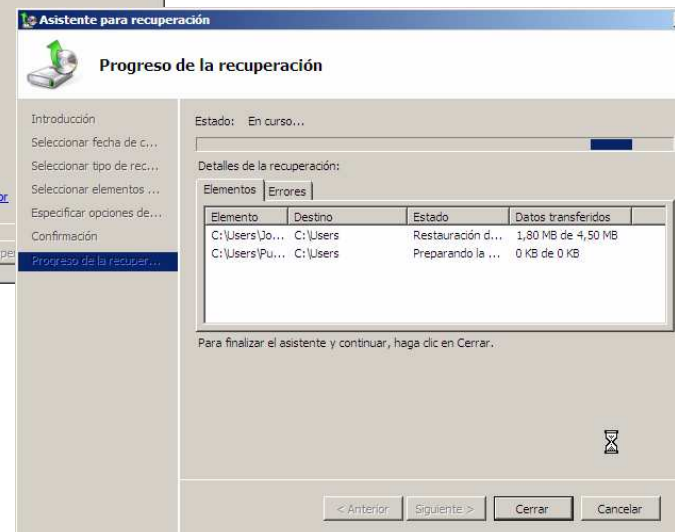 Asistente para recuperación
Progreso de la recuperación
Introducción
Seleccionar fecha de c...
Seleccionar tipo de rec...
Seleccionar elementos ...
Especificar opciones de...
Confirmación
Progreso de la recuper...
Estado: En curso...
Detalles de la recuperación:
Elementos Errores
Elemento Destino Estado Datos transferidos
C:\Users\Jo... C:\Users Restauración d... 1,80 MB de 4,50 MB
C:\Users\Pu... C:\Users Preparando la ... 0 KB de 0 KB
Para finalizar el asistente y continuar, haga clic en Cerrar.
< Anterior Siguiente > Cerrar Cancelar